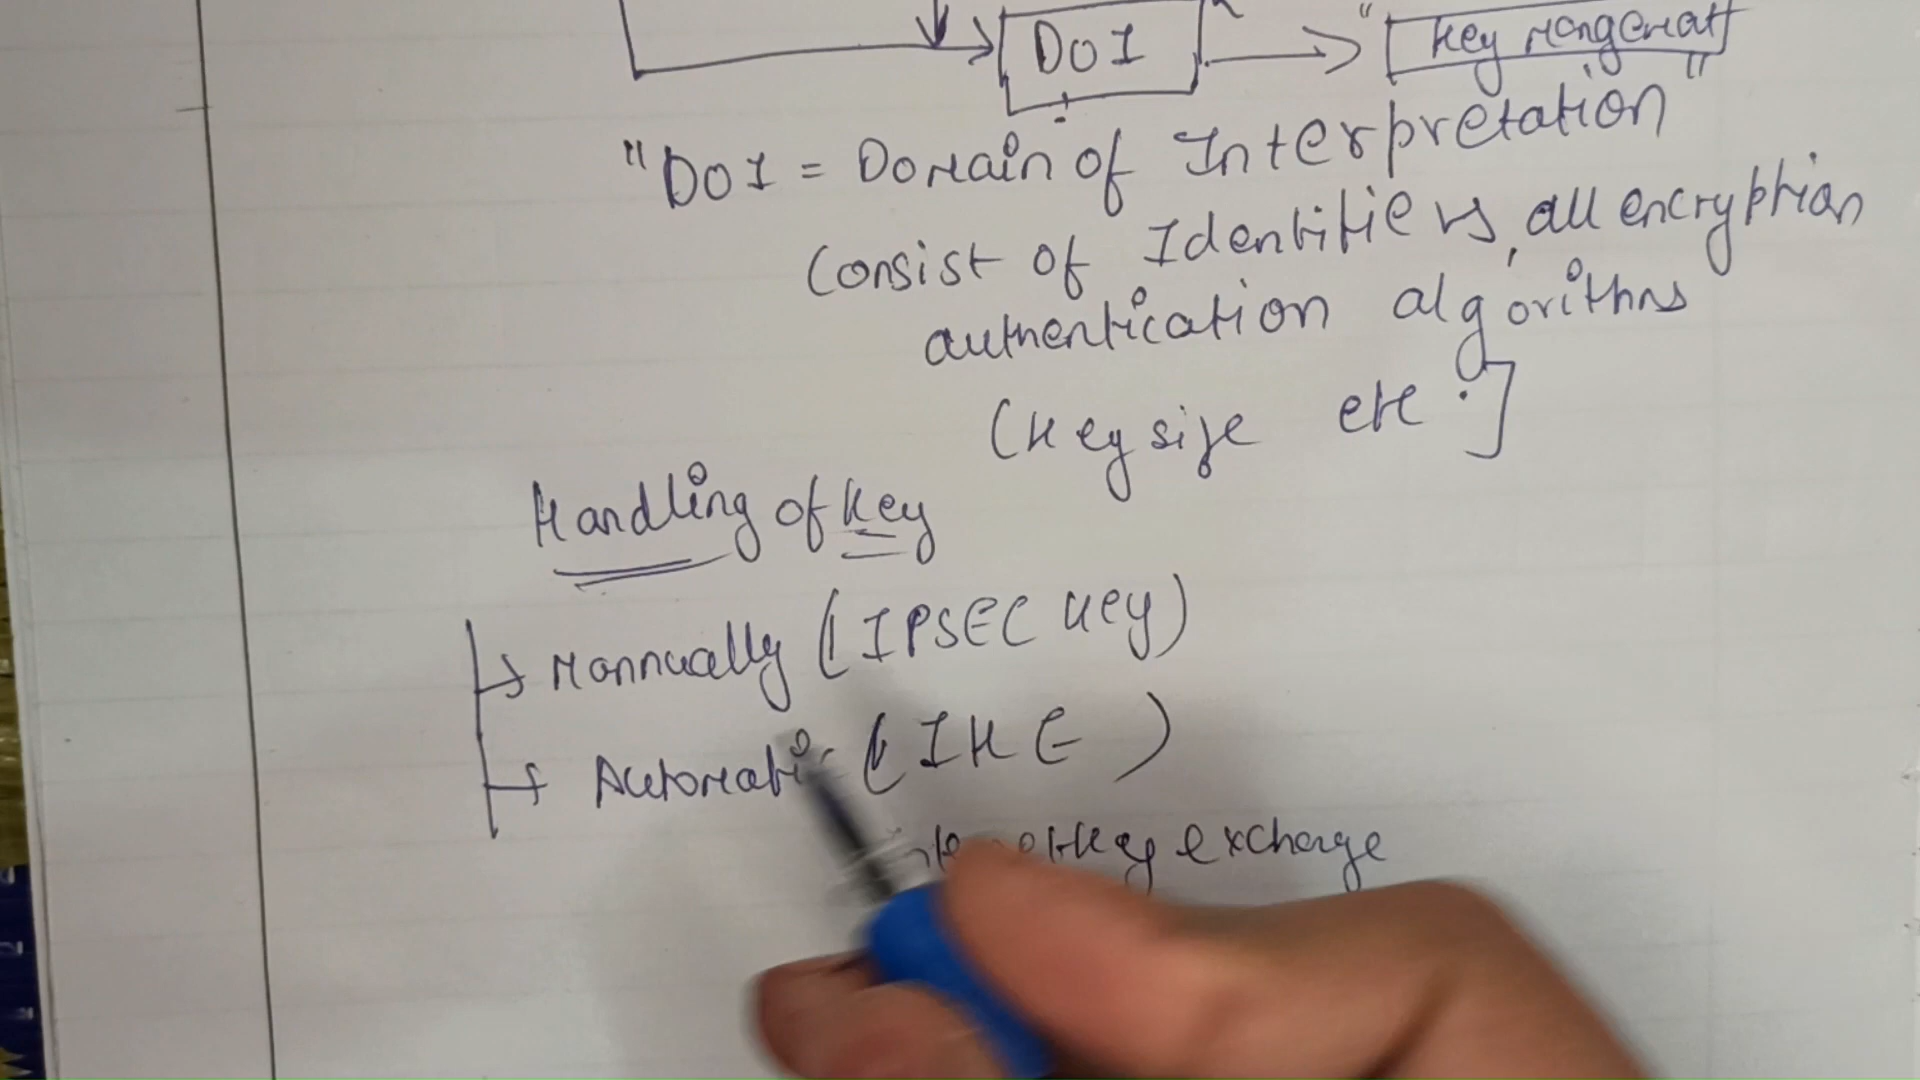 DOI → "Key Mangemat"
"DOI = Domain of Interpretation"
Consist of Identifiers, all encryption
authentication algorithms
(Key size etc.]
Handling of key
→ Mannually (IPSEC Key)
→ Automatic (IKE)
key exchange